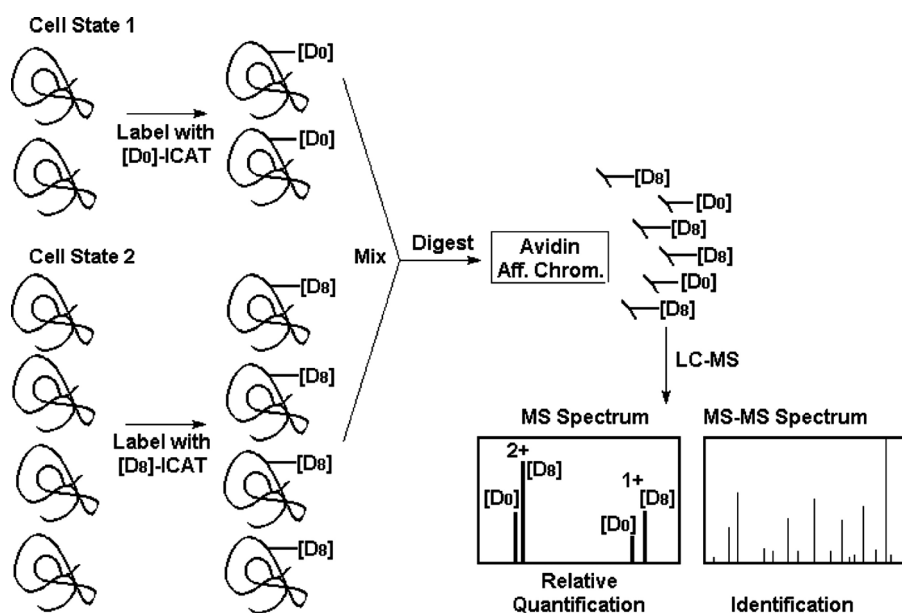 Cell State 1
[D0]
[D0]
Label with
[D0]-ICAT
Cell State 2
[D8]
[D8]
[D8]
[D8]
Label with
[D8]-ICAT
Mix
Digest
Avidin
Aff. Chrom.
[D8]
[D0]
[D8]
[D8]
[D0]
[D8]
LC-MS
MS Spectrum
2+
[D0]
[D8]
1+
[D0]
[D8]
Relative
Quantification
MS-MS Spectrum
Identification